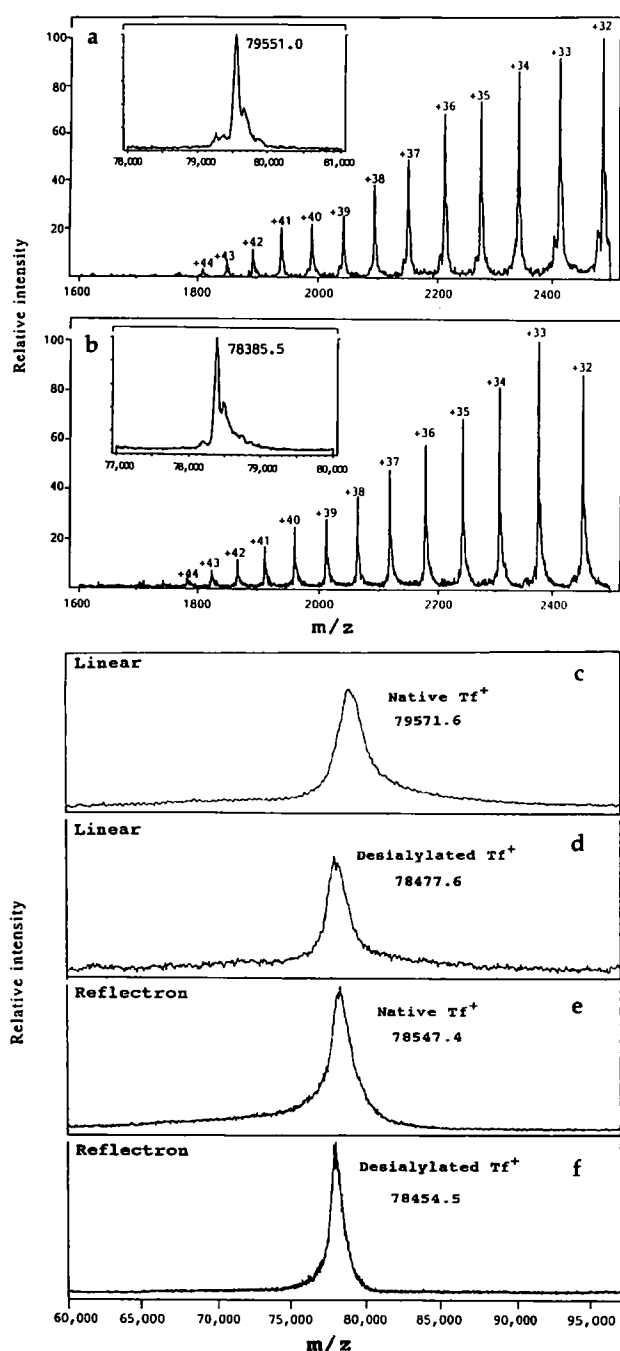 a
79551.0
78,000 79,000 80,000 81,000
100
80
60
40
20
+44 +43 +42 +41 +40 +39 +38 +37 +36 +35 +34 +33 +32
1600 1800 2000 2200 2400
Relative intensity
b
78385.5
77,000 78,000 79,000 80,000
100
80
60
40
20
+44 +43 +42 +41 +40 +39 +38 +37 +36 +35 +34 +33 +32
1600 1800 2000 2200 2400
m/z
Linear
c
Native Tf+
79571.6
Linear
d
Desialylated Tf+
78477.6
Relative intensity
Reflectron
e
Native Tf+
78547.4
Reflectron
f
Desialylated Tf+
78454.5
60,000 65,000 70,000 75,000 80,000 85,000 90,000 95,000
m/z